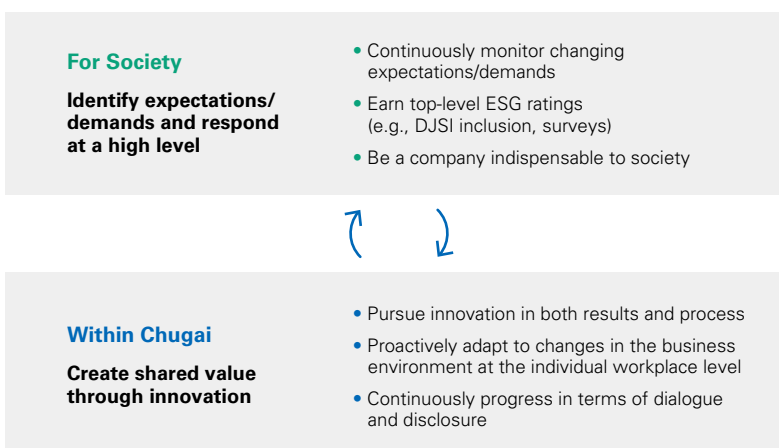 For Society
Identify expectations/
demands and respond
at a high level
• Continuously monitor changing
expectations/demands
• Earn top-level ESG ratings
(e.g., DJSI inclusion, surveys)
• Be a company indispensable to society
Within Chugai
Create shared value
through innovation
• Pursue innovation in both results and process
• Proactively adapt to changes in the business
environment at the individual workplace level
• Continuously progress in terms of dialogue
and disclosure